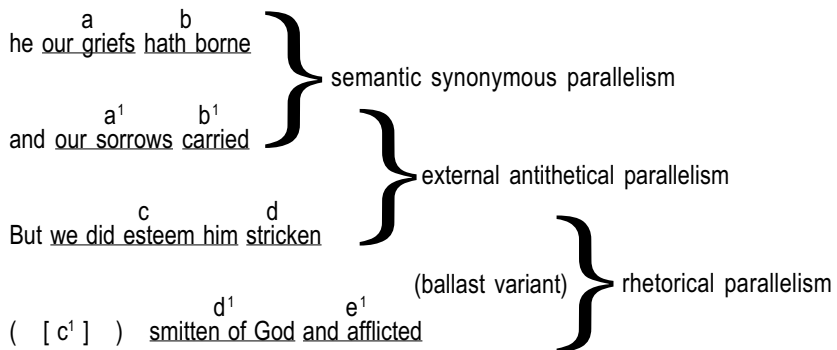 a b
he our griefs hath borne
semantic synonymous parallelism
a¹ b¹
and our sorrows carried
external antithetical parallelism
c d
But we did esteem him stricken
(ballast variant) rhetorical parallelism
d¹ e¹
( [ c¹ ] ) smitten of God and afflicted